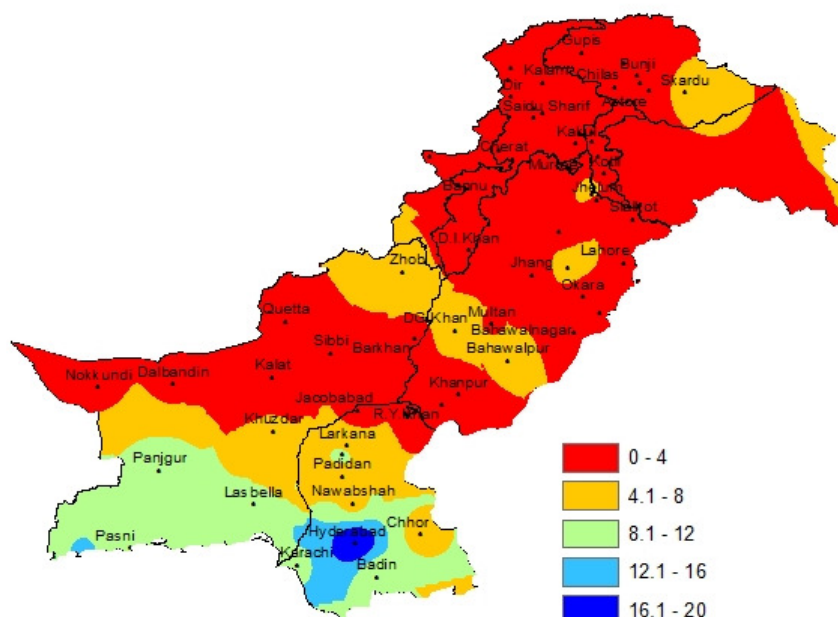 Gupis
Kalam
Chilas
Bunji
Skardu
Dir
Astore
Saidu Sharif
Kakul
Cherat
Murree
Kotli
Bannu
Jhelum
Sialkot
D.I.Khan
Lahore
Zhob
Jhang
Okara
Quetta
DG.Khan
Multan
Bahawalnagar
Sibbi
Barkhan
Bahawalpur
Nokkundi
Dalbandin
Kalat
Khanpur
Jacobabad
R.Y.Khan
Khuzdar
Larkana
Panjgur
Padidan
Lasbella
Nawabshah
Pasni
Hyderabad
Chhor
Karachi
Badin
0 - 4
4.1 - 8
8.1 - 12
12.1 - 16
16.1 - 20